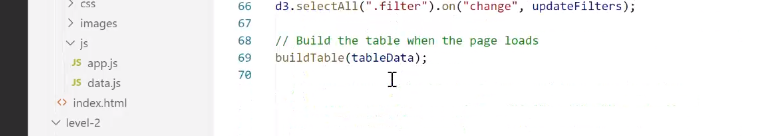 css
images
js
JS app.js
JS data.js
<> index.html
level-2
66 d3.selectAll(".filter").on("change", updateFilters);
67
68 // Build the table when the page loads
69 buildTable(tableData);
70